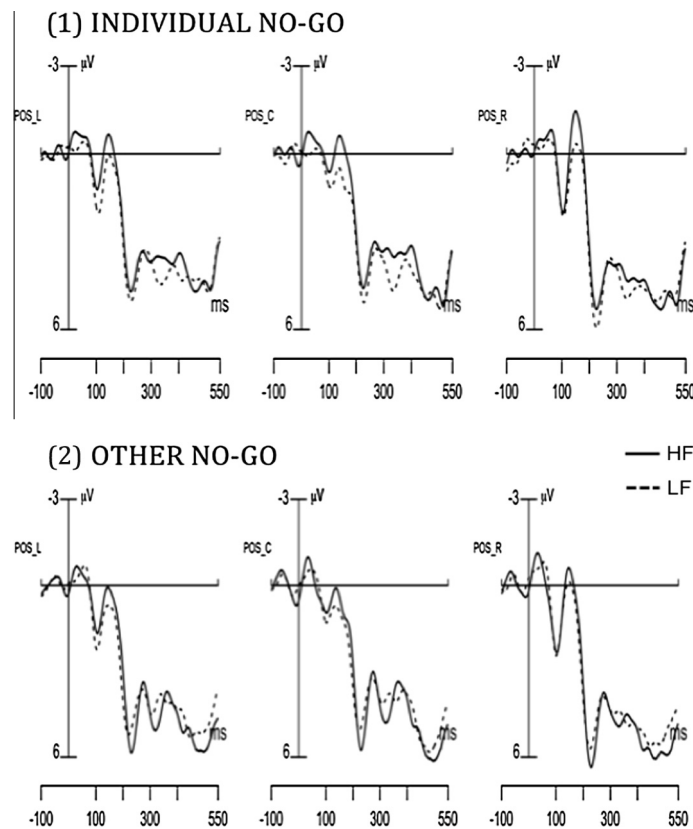 (1) INDIVIDUAL NO-GO
-3 μV -3 μV -3 μV
POS_L POS_C POS_R
ms ms ms
6 6 6
-100 100 300 550 -100 100 300 550 -100 100 300 550
(2) OTHER NO-GO
HF
LF
-3 μV -3 μV -3 μV
POS_L POS_C POS_R
ms ms ms
6 6 6
-100 100 300 550 -100 100 300 550 -100 100 300 550